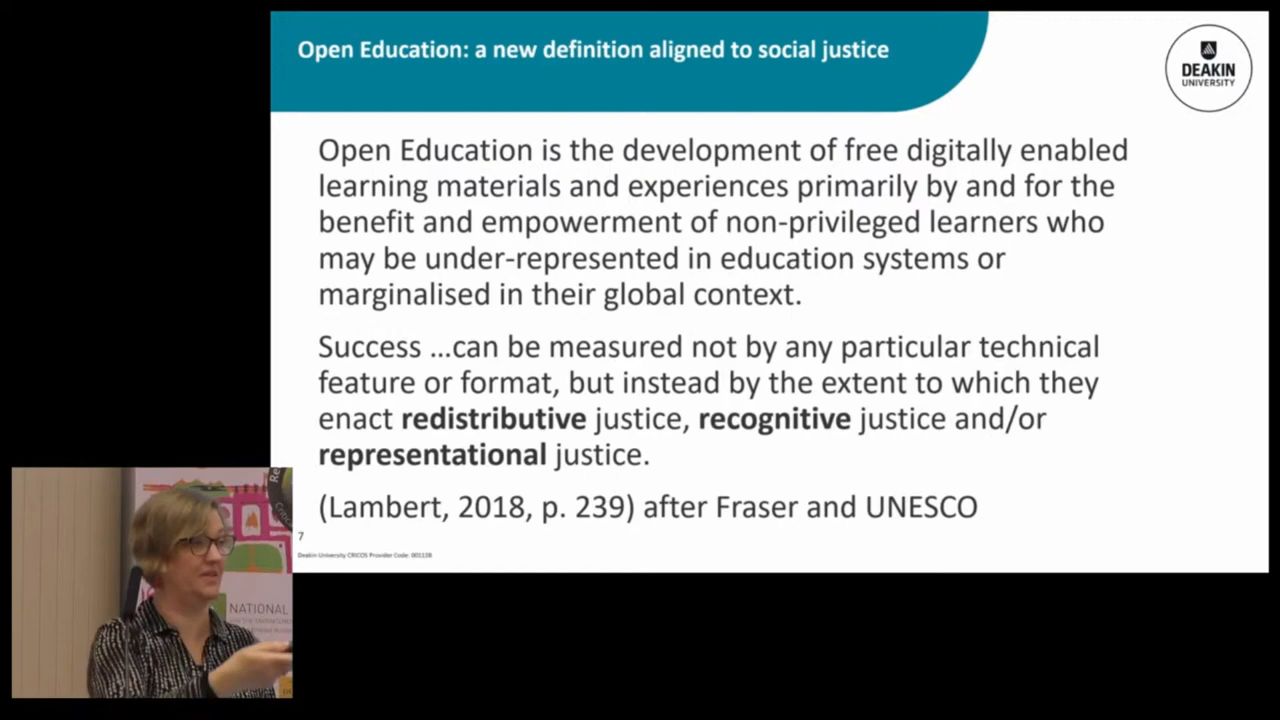 Open Education: a new definition aligned to social justice
DEAKIN
UNIVERSITY
Open Education is the development of free digitally enabled
learning materials and experiences primarily by and for the
benefit and empowerment of non-privileged learners who
may be under-represented in education systems or
marginalised in their global context.
Success ...can be measured not by any particular technical
feature or format, but instead by the extent to which they
enact redistributive justice, recognitive justice and/or
representational justice.
(Lambert, 2018, p. 239) after Fraser and UNESCO
7
Deakin University CRICOS Provider Code: 00113B
NATIONAL